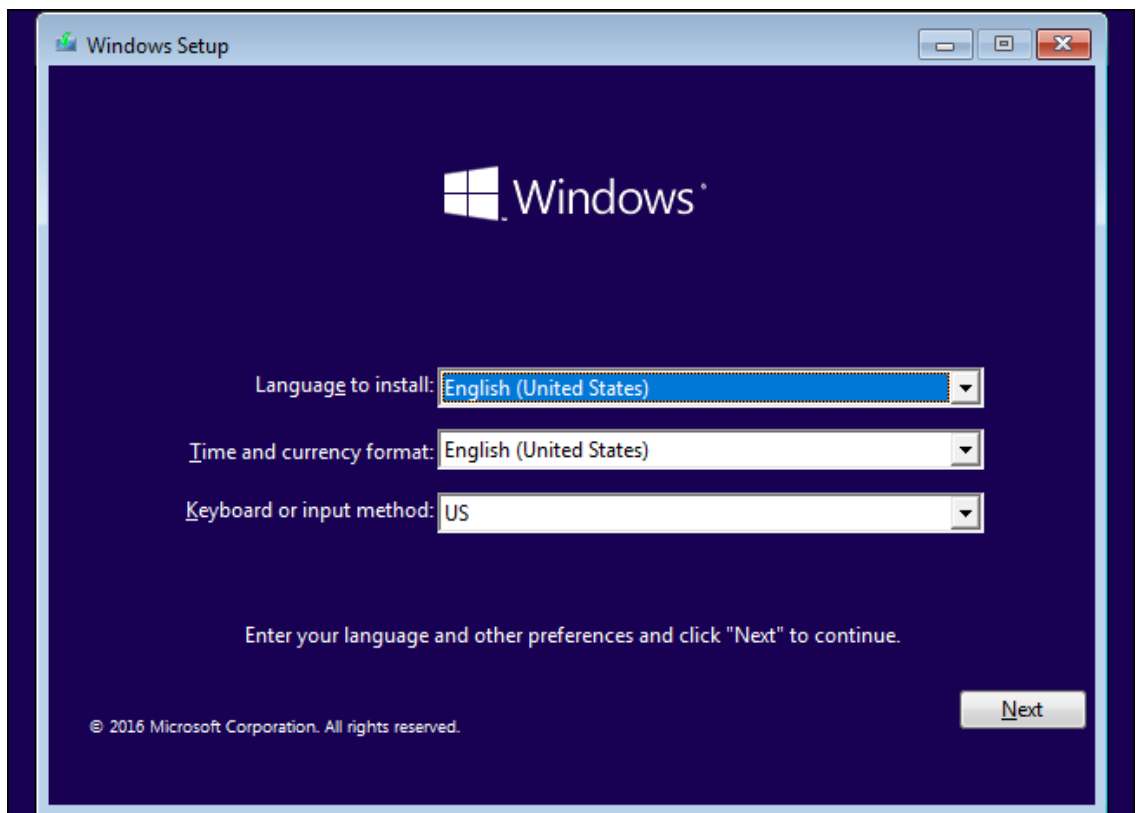 Windows Setup
Windows
Language to install: English (United States)
Time and currency format: English (United States)
Keyboard or input method: US
Enter your language and other preferences and click "Next" to continue.
Next
© 2016 Microsoft Corporation. All rights reserved.